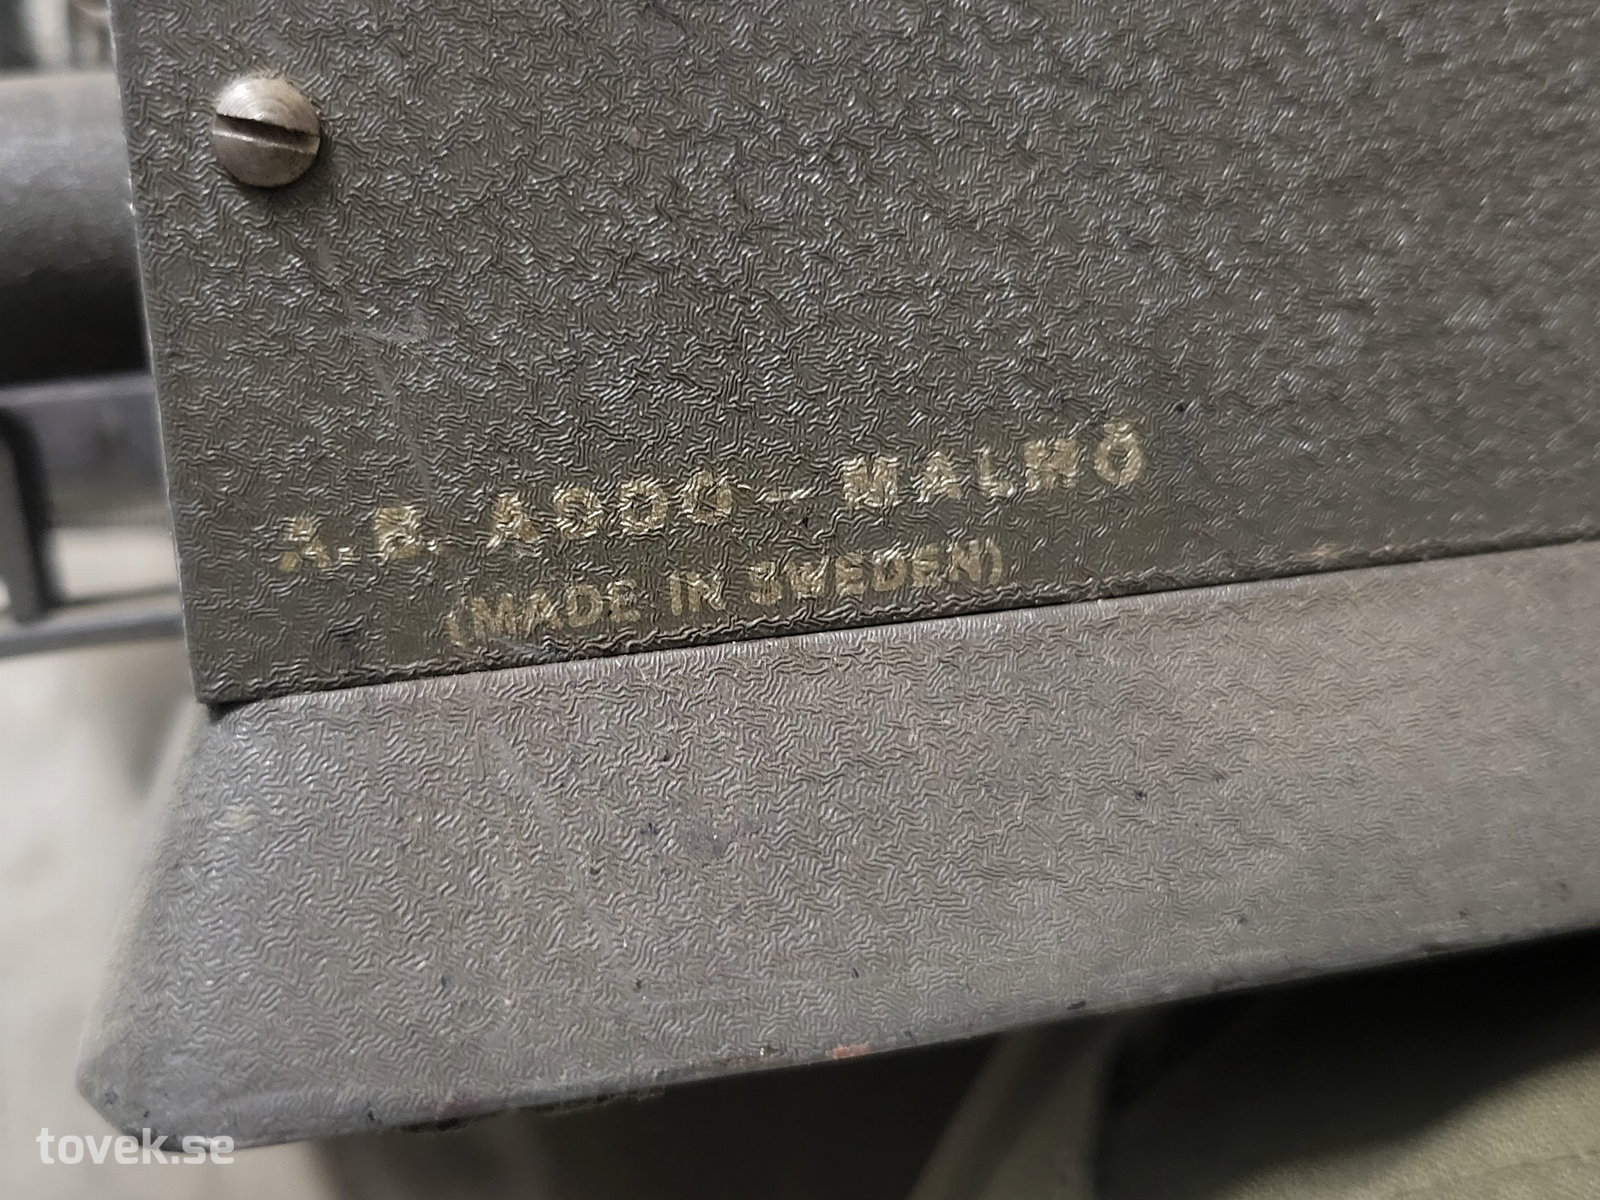 A.B. ADDO - MALMÖ
(MADE IN SWEDEN)
tovek.se